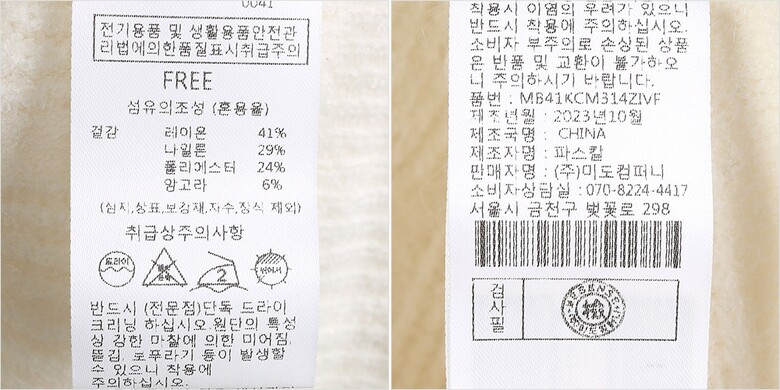 0041
전기용품 및 생활용품안전관
리법에의한품질표시취급주의
FREE
섬유의조성 (혼용율)
겉감 레이온 41%
나일론 29%
폴리에스터 24%
앙고라 6%
(심지,상표,보강재,자수,장식 제외)
취급상주의사항
드라이
2
반드시 (전문점)단독 드라이
크리닝 하십시오.원단의 특성
상 강한 마찰에 의한 미어짐,
뜯김, 보푸라기 등이 발생할
수 있으니 착용에
주의하십시오.
착용시 이염의 우려가 있으니
반드시 착용에 주의하십시오.
소비자 부주의로 손상된 상품
은 반품 및 교환이 불가하오
니 주의하시기 바랍니다.
품번 : MB41KCM314ZIVF
제조년월 : 2023년10월
제조국명 : CHINA
제조자명 : 파스칼
판매자명 : (주)미도컴퍼니
소비자상담실 : 070-8224-4417
서울시 금천구 벚꽃로 298
검사필